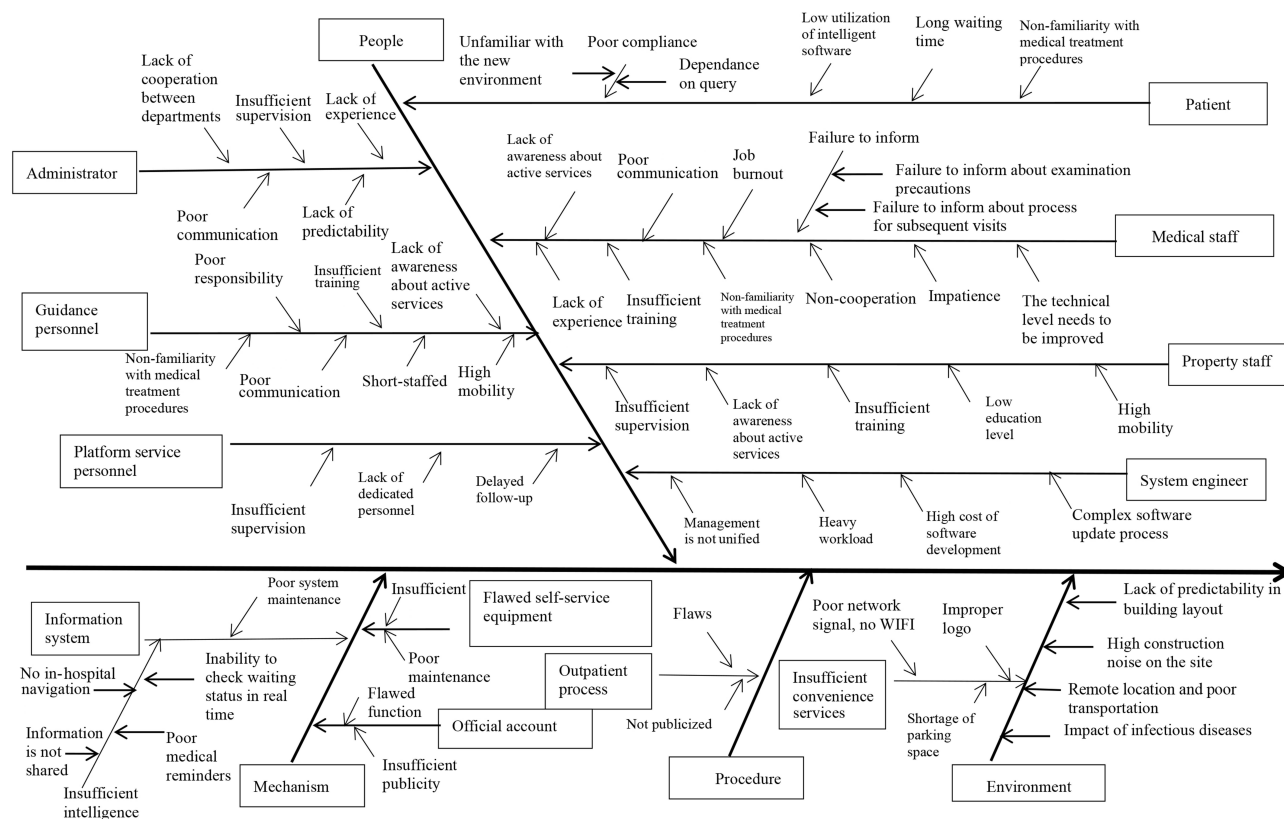 People
Unfamiliar with
the new
environment
Poor compliance
Dependance
on query
Low utilization
of intelligent
software
Long waiting
time
Non-familiarity with
medical treatment
procedures
Patient
Lack of
cooperation
between
departments
Insufficient
supervision
Lack of
experience
Administrator
Poor
communication
Lack of
predictability
Lack of
awareness about
active services
Poor
communication
Job
burnout
Failure to inform
Failure to inform about examination
precautions
Failure to inform about process
for subsequent visits
Medical staff
Lack of
experience
Insufficient
training
Non-familiarity
with medical
treatment
procedures
Non-cooperation
Impatience
The technical
level needs to
be improved
Poor
responsibility
Insufficient
training
Lack of
awareness
about active
services
Guidance
personnel
Non-familiarity
with medical
treatment
procedures
Poor
communication
Short-staffed
High
mobility
Property staff
Insufficient
supervision
Lack of
awareness
about active
services
Insufficient
training
Low
education
level
High
mobility
Platform service
personnel
Insufficient
supervision
Lack of
dedicated
personnel
Delayed
follow-up
System engineer
Management
is not unified
Heavy
workload
High cost of
software
development
Complex software
update process
Poor system
maintenance
Information
system
No in-hospital
navigation
Inability to
check waiting
status in real
time
Information
is not
shared
Poor
medical
reminders
Insufficient
intelligence
Insufficient
Flawed self-service
equipment
Poor
maintenance
Flawed
function
Official account
Insufficient
publicity
Mechanism
Flaws
Outpatient
process
Not publicized
Procedure
Poor network
signal, no WIFI
Improper
logo
Insufficient
convenience
services
Shortage of
parking
space
Lack of predictability in
building layout
High construction
noise on the site
Remote location and poor
transportation
Impact of infectious diseases
Environment